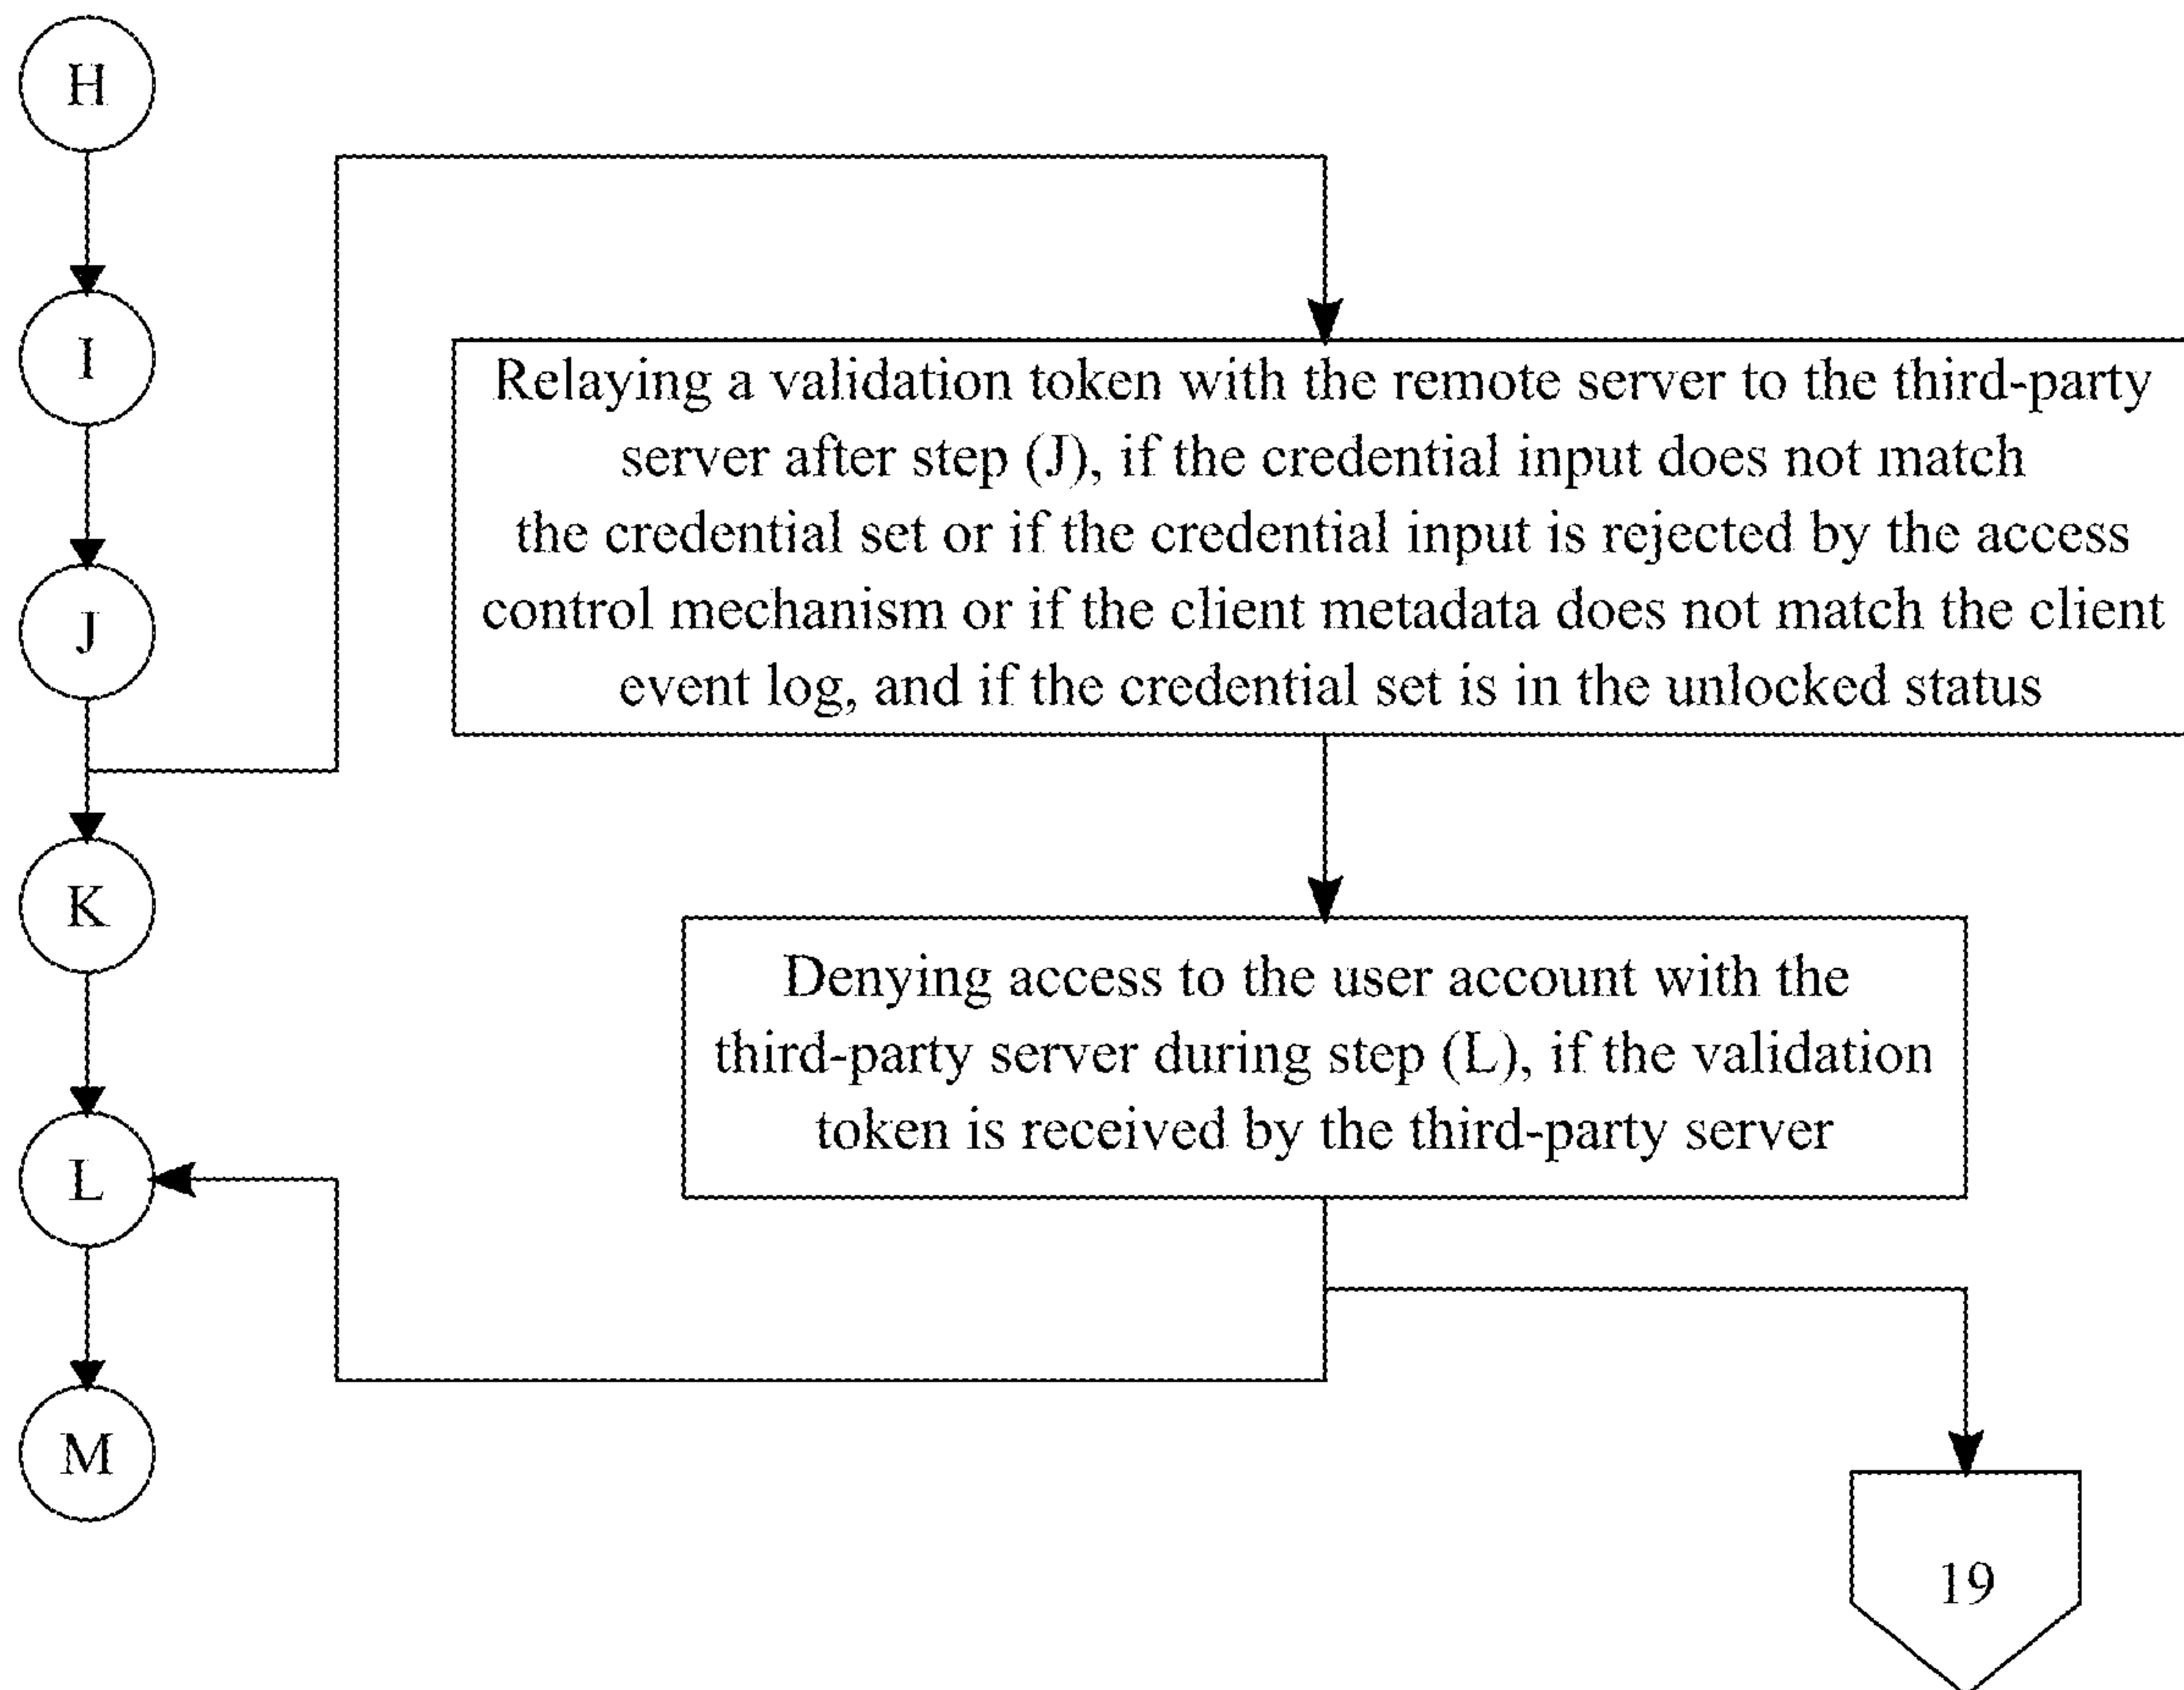 H
I
J
K
L
M
Relaying a validation token with the remote server to the third-party
server after step (J), if the credential input does not match
the credential set or if the credential input is rejected by the access
control mechanism or if the client metadata does not match the client
event log, and if the credential set is in the unlocked status
Denying access to the user account with the
third-party server during step (L), if the validation
token is received by the third-party server
19